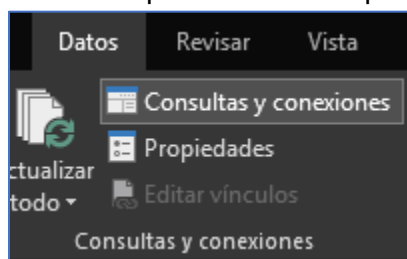 Datos Revisar Vista
Consultas y conexiones
Propiedades
ctualizar
todo
Editar vínculos
Consultas y conexiones